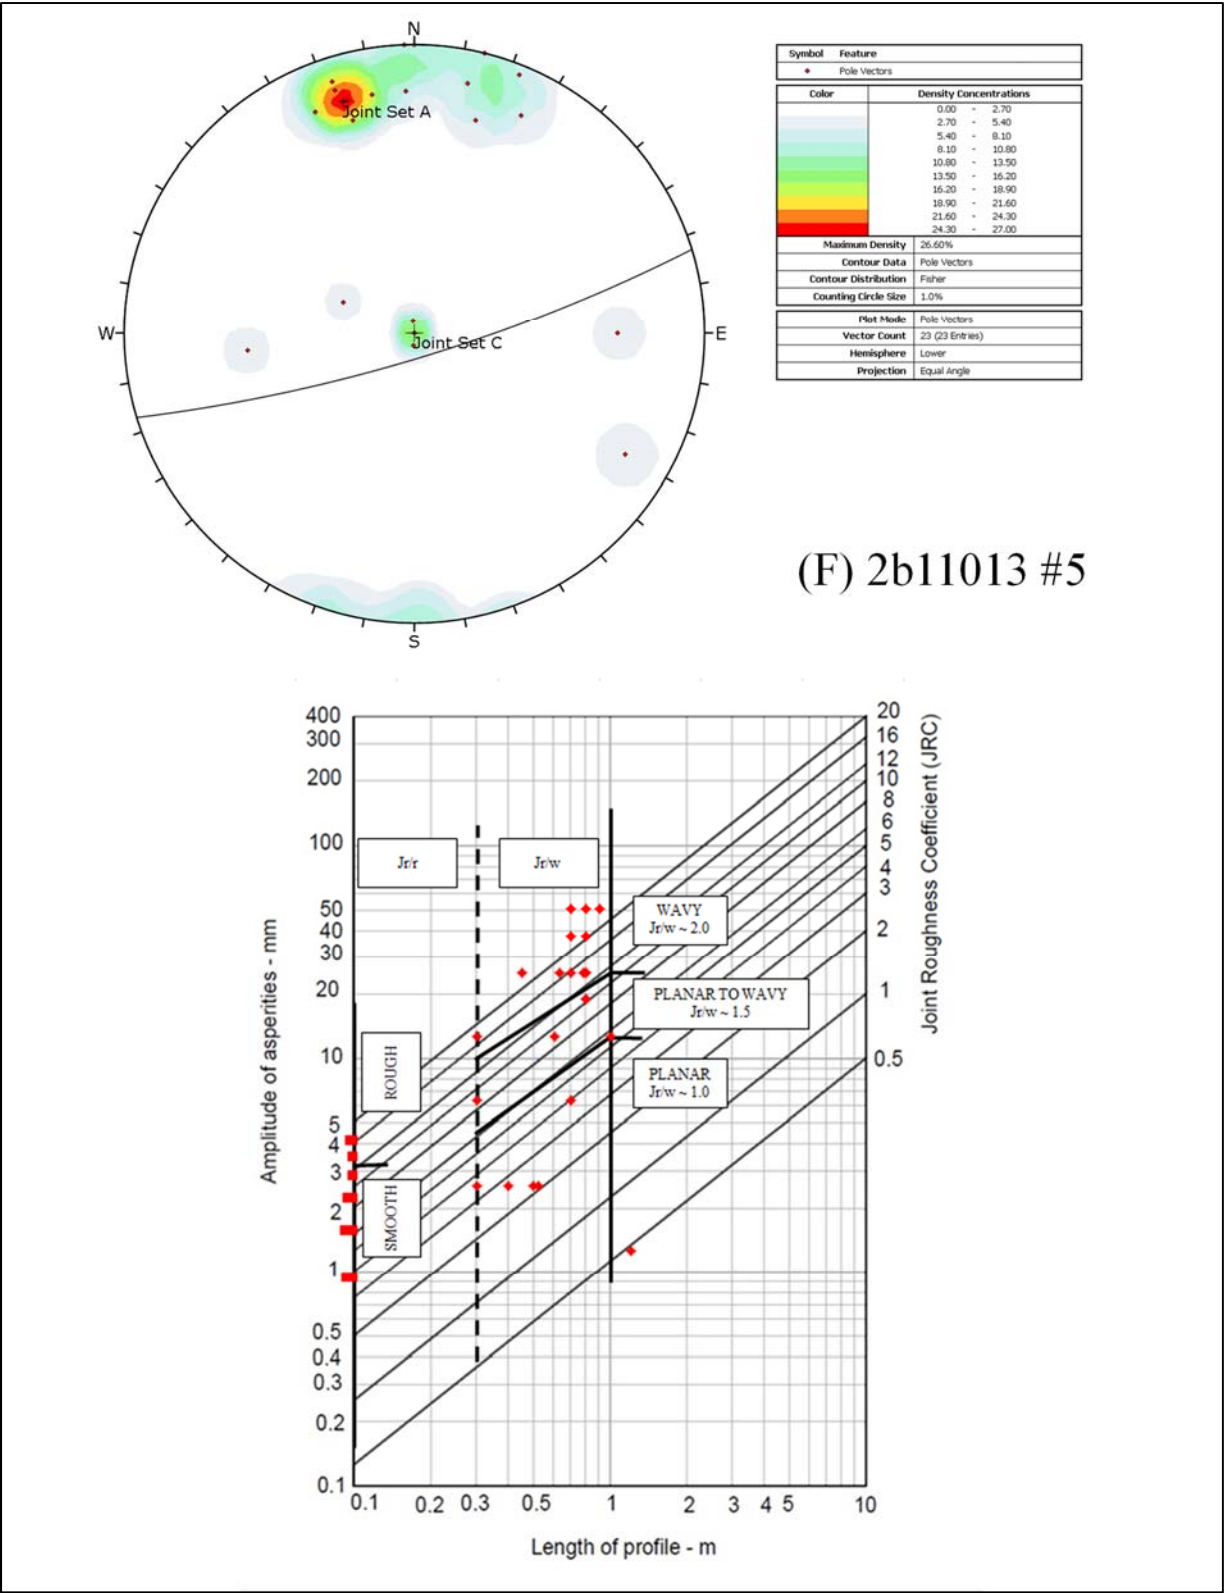 N
Joint Set A
W
E
Joint Set C
S
Symbol Feature
Pole Vectors
Color Density Concentrations
0.00 - 2.70
2.70 - 5.40
5.40 - 8.10
8.10 - 10.80
10.80 - 13.50
13.50 - 16.20
16.20 - 18.90
18.90 - 21.60
21.60 - 24.30
24.30 - 27.00
Maximum Density 26.60%
Contour Data Pole Vectors
Contour Distribution Fisher
Counting Circle Size 1.0%
Plot Mode Pole Vectors
Vector Count 23 (23 Entries)
Hemisphere Lower
Projection Equal Angle
(F) 2b11013 #5
Amplitude of asperities - mm
400
300
200
100
50
40
30
20
10
5
4
3
2
1
0.5
0.4
0.3
0.2
0.1
Jr/r
Jr/w
ROUGH
SMOOTH
WAVY
Jr/w ~ 2.0
PLANAR TO WAVY
Jr/w ~ 1.5
PLANAR
Jr/w ~ 1.0
20
16
12
10
8
6
5
4
3
2
1
0.5
Joint Roughness Coefficient (JRC)
0.1 0.2 0.3 0.5 1 2 3 4 5 10
Length of profile - m